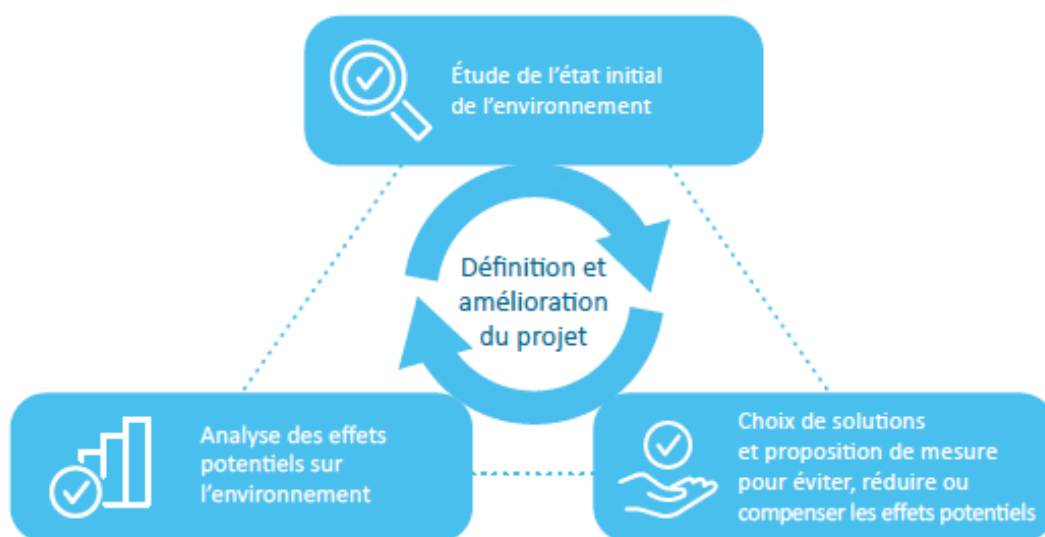 Étude de l'état initial
de l'environnement
Définition et
amélioration
du projet
Analyse des effets
potentiels sur
l'environnement
Choix de solutions
et proposition de mesure
pour éviter, réduire ou
compenser les effets potentiels